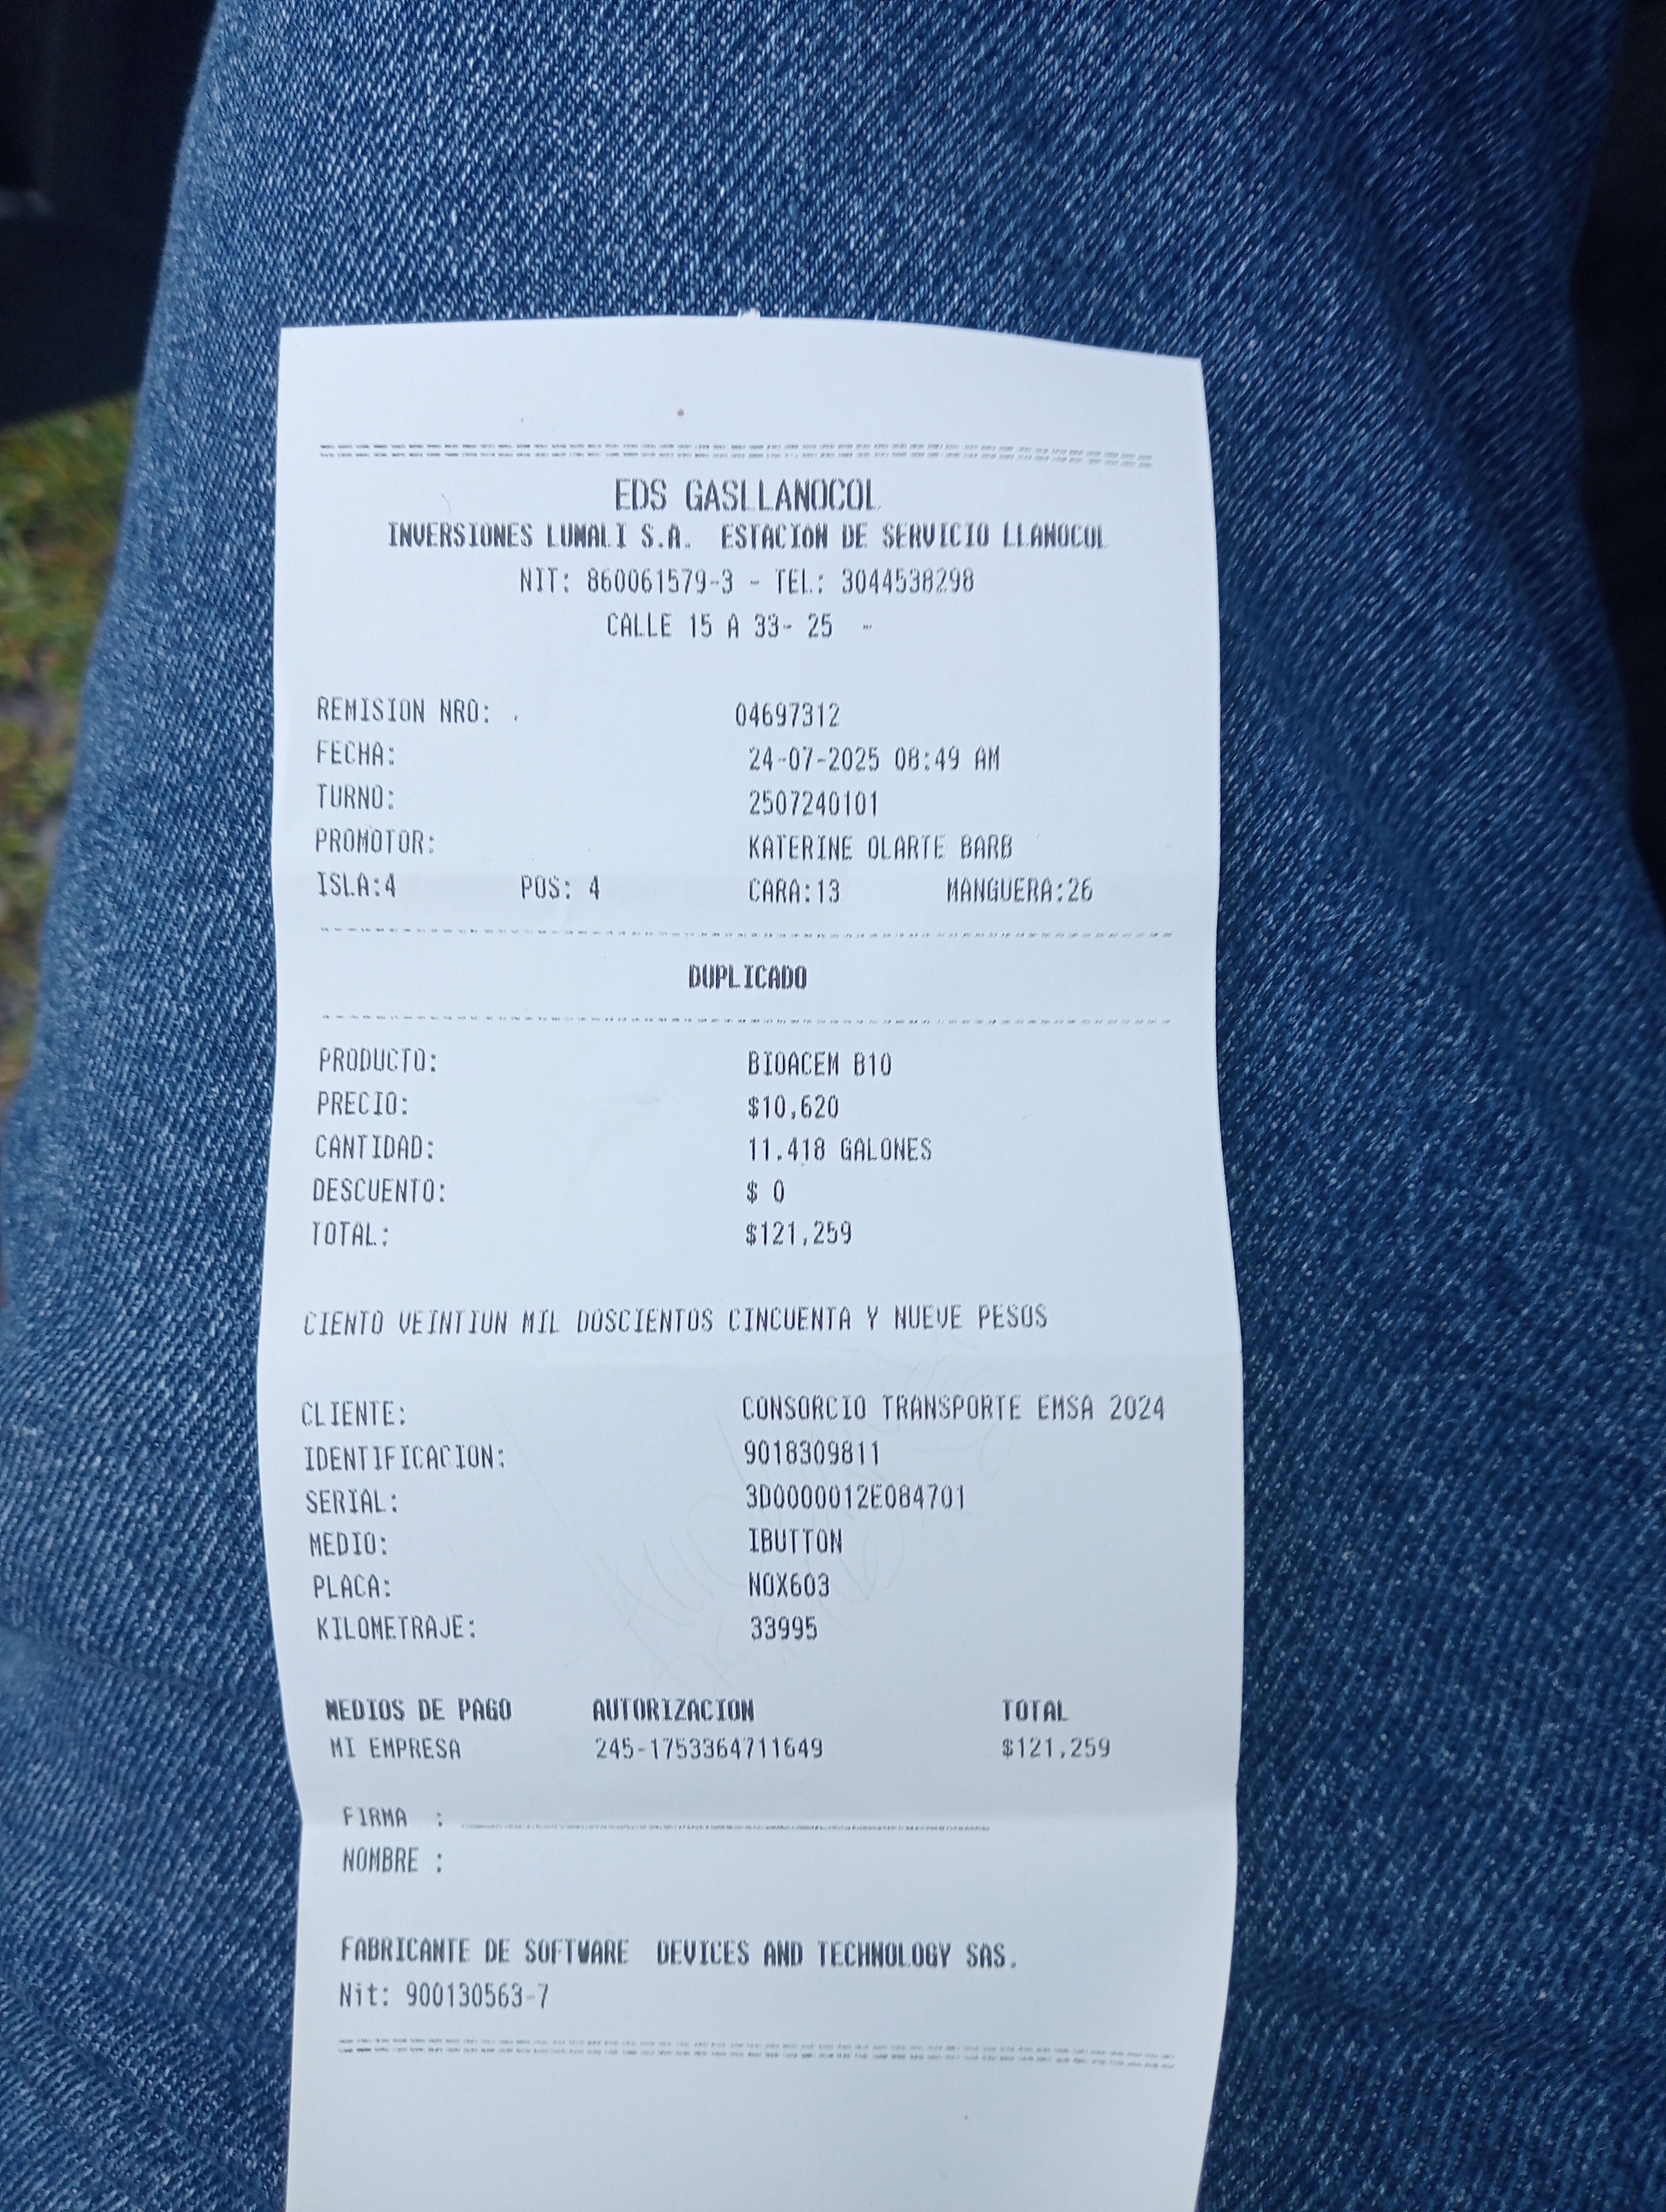 EDS GASLLANOCOL
INVERSIONES LUMALI S.A. ESTACION DE SERVICIO LLANOCOL
NIT: 860061579-3 - TEL: 3044538298
CALLE 15 A 33- 25 -
REMISION NRO: 04697312
FECHA: 24-07-2025 08:49 AM
TURNO: 2507240101
PROMOTOR: KATERINE OLARTE BARB
ISLA:4 POS: 4 CARA:13 MANGUERA:26
DUPLICADO
PRODUCTO: BIOACEM B10
PRECIO: $10,620
CANTIDAD: 11.418 GALONES
DESCUENTO: $ 0
TOTAL: $121,259
CIENTO VEINTIUN MIL DOSCIENTOS CINCUENTA Y NUEVE PESOS
CLIENTE: CONSORCIO TRANSPORTE EMSA 2024
IDENTIFICACION: 9018309811
SERIAL: 3D0000012E084701
MEDIO: IBUTTON
PLACA: NOX603
KILOMETRAJE: 33995
MEDIOS DE PAGO AUTORIZACION TOTAL
MI EMPRESA 245-1753364711649 $121,259
FIRMA :
NOMBRE :
FABRICANTE DE SOFTWARE DEVICES AND TECHNOLOGY SAS.
Nit: 900130563-7